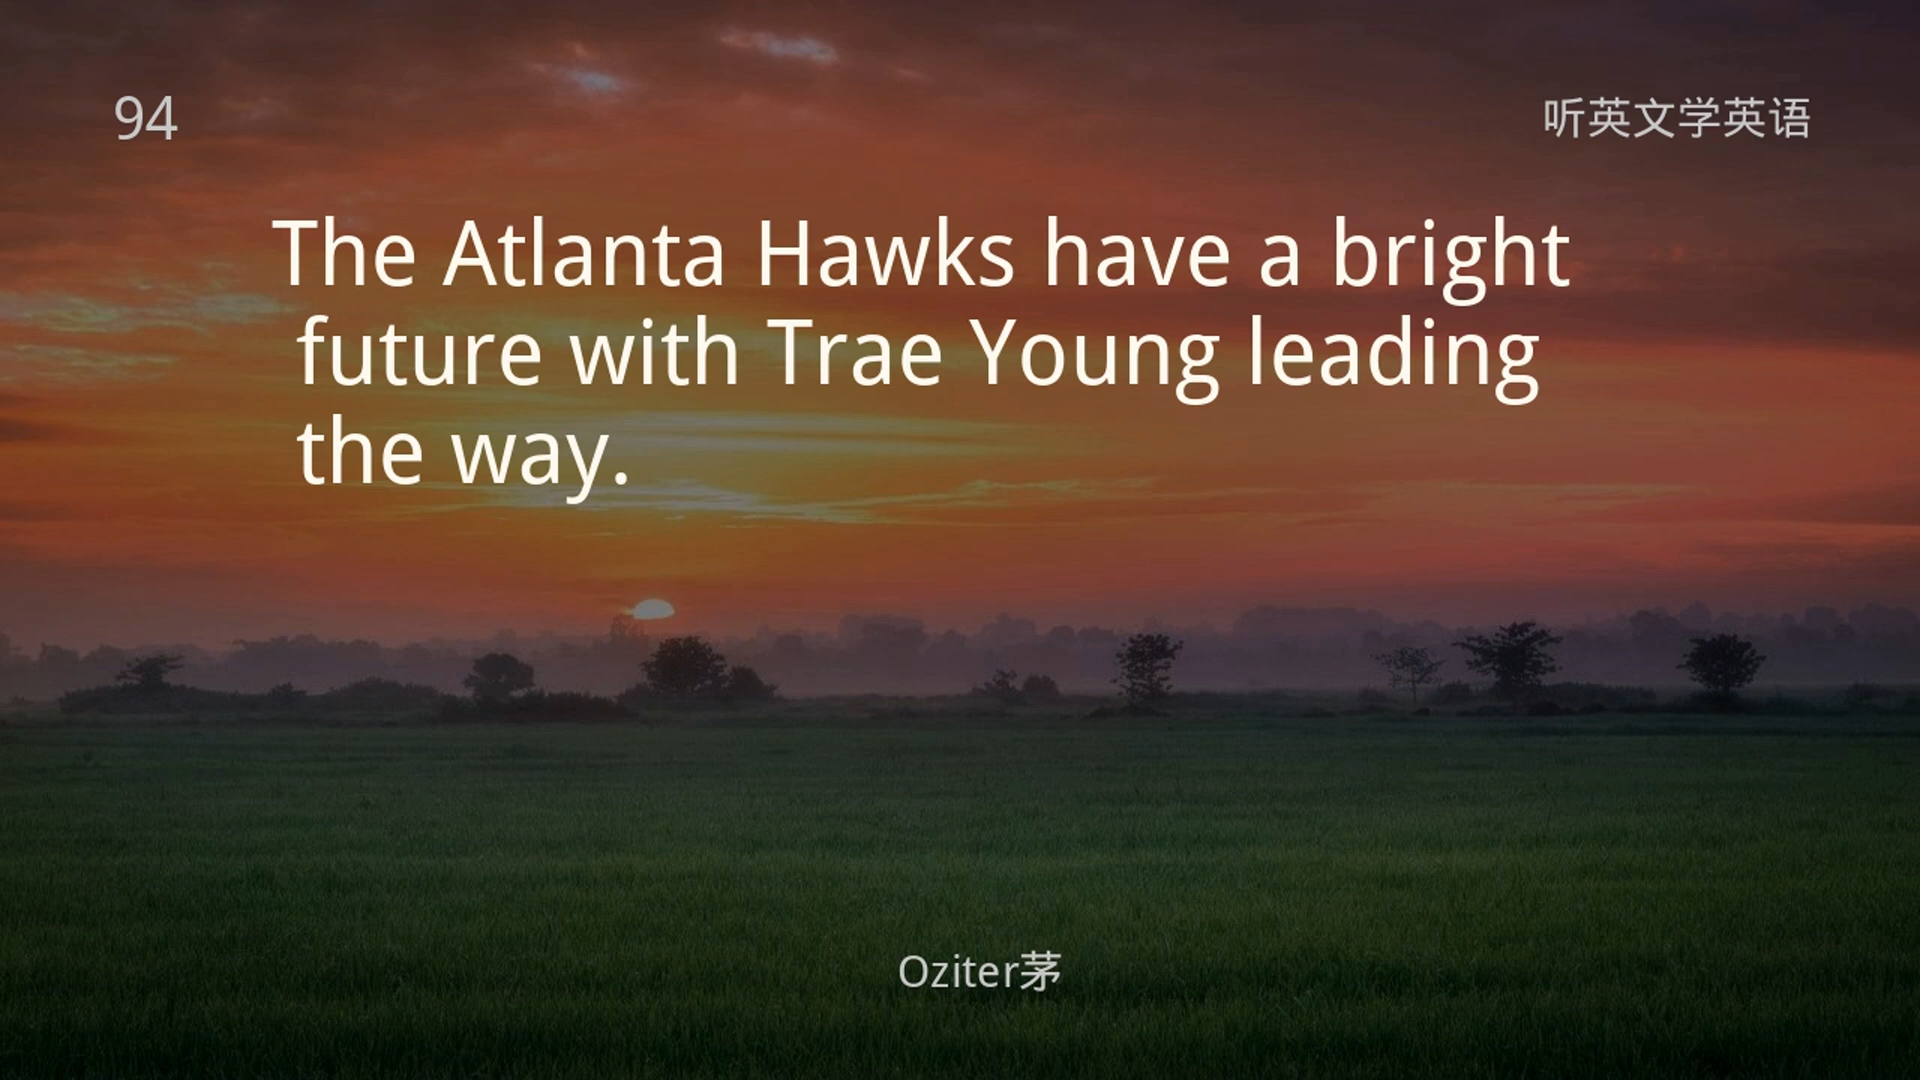 94
听英文学英语
The Atlanta Hawks have a bright
future with Trae Young leading
the way.
Oziter茅